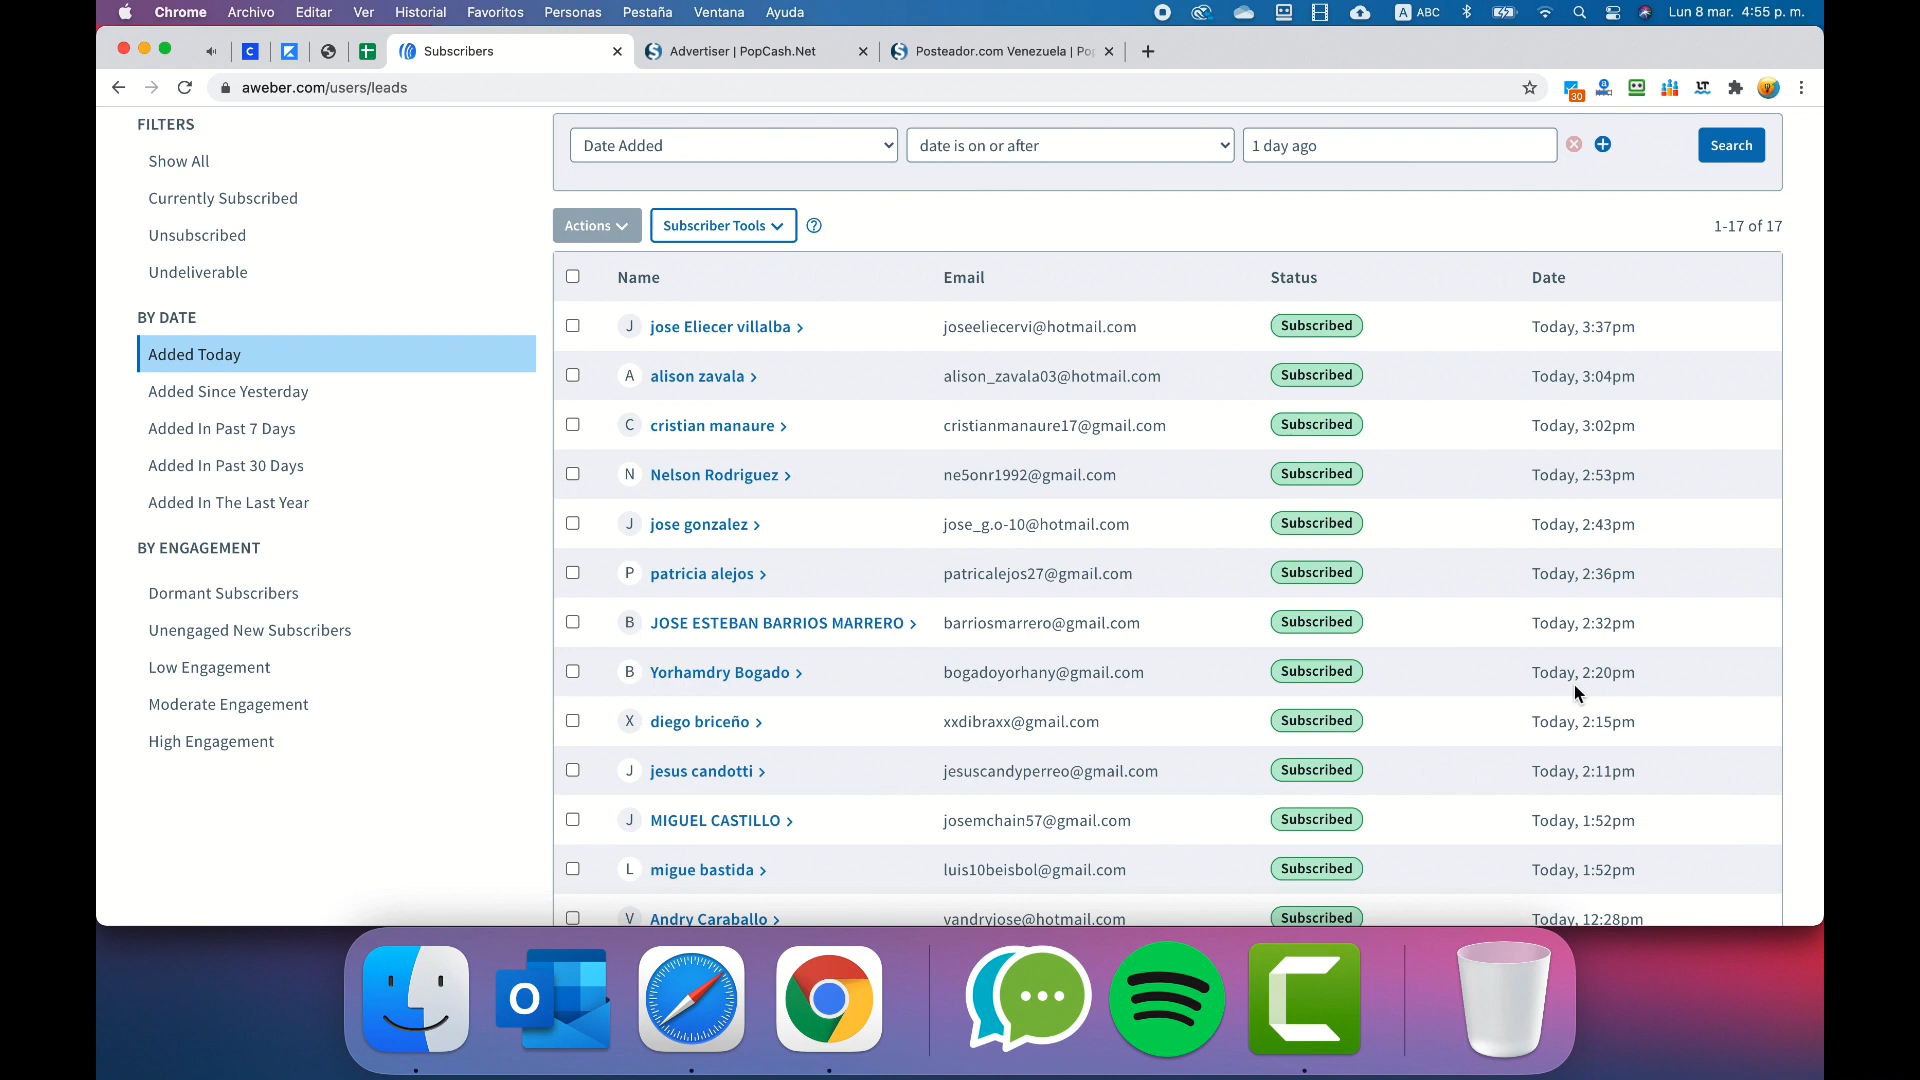 Chrome Archivo Editar Ver Historial Favoritos Personas Pestaña Ventana Ayuda A ABC Lun 8 mar. 4:55 p. m.
C Subscribers Advertiser | PopCash.Net Posteador.com Venezuela | Po
aweber.com/users/leads 30 LT
FILTERS
Show All
Currently Subscribed
Unsubscribed
Undeliverable
BY DATE
Added Today
Added Since Yesterday
Added In Past 7 Days
Added In Past 30 Days
Added In The Last Year
BY ENGAGEMENT
Dormant Subscribers
Unengaged New Subscribers
Low Engagement
Moderate Engagement
High Engagement
Date Added date is on or after 1 day ago Search
Actions Subscriber Tools ? 1-17 of 17
Name Email Status Date
J jose Eliecer villalba > joseeliecervi@hotmail.com Subscribed Today, 3:37pm
A alison zavala > alison_zavala03@hotmail.com Subscribed Today, 3:04pm
C cristian manaure > cristianmanaure17@gmail.com Subscribed Today, 3:02pm
N Nelson Rodriguez > ne5onr1992@gmail.com Subscribed Today, 2:53pm
J jose gonzalez > jose_g.o-10@hotmail.com Subscribed Today, 2:43pm
P patricia alejos > patricalejos27@gmail.com Subscribed Today, 2:36pm
B JOSE ESTEBAN BARRIOS MARRERO > barriosmarrero@gmail.com Subscribed Today, 2:32pm
B Yorhamdry Bogado > bogadoyorhany@gmail.com Subscribed Today, 2:20pm
X diego briceño > xxdibraxx@gmail.com Subscribed Today, 2:15pm
J jesus candotti > jesuscandyperreo@gmail.com Subscribed Today, 2:11pm
J MIGUEL CASTILLO > josemchain57@gmail.com Subscribed Today, 1:52pm
L migue bastida > luis10beisbol@gmail.com Subscribed Today, 1:52pm
V Andry Caraballo > vandryjose@hotmail.com Subscribed Today, 12:28pm